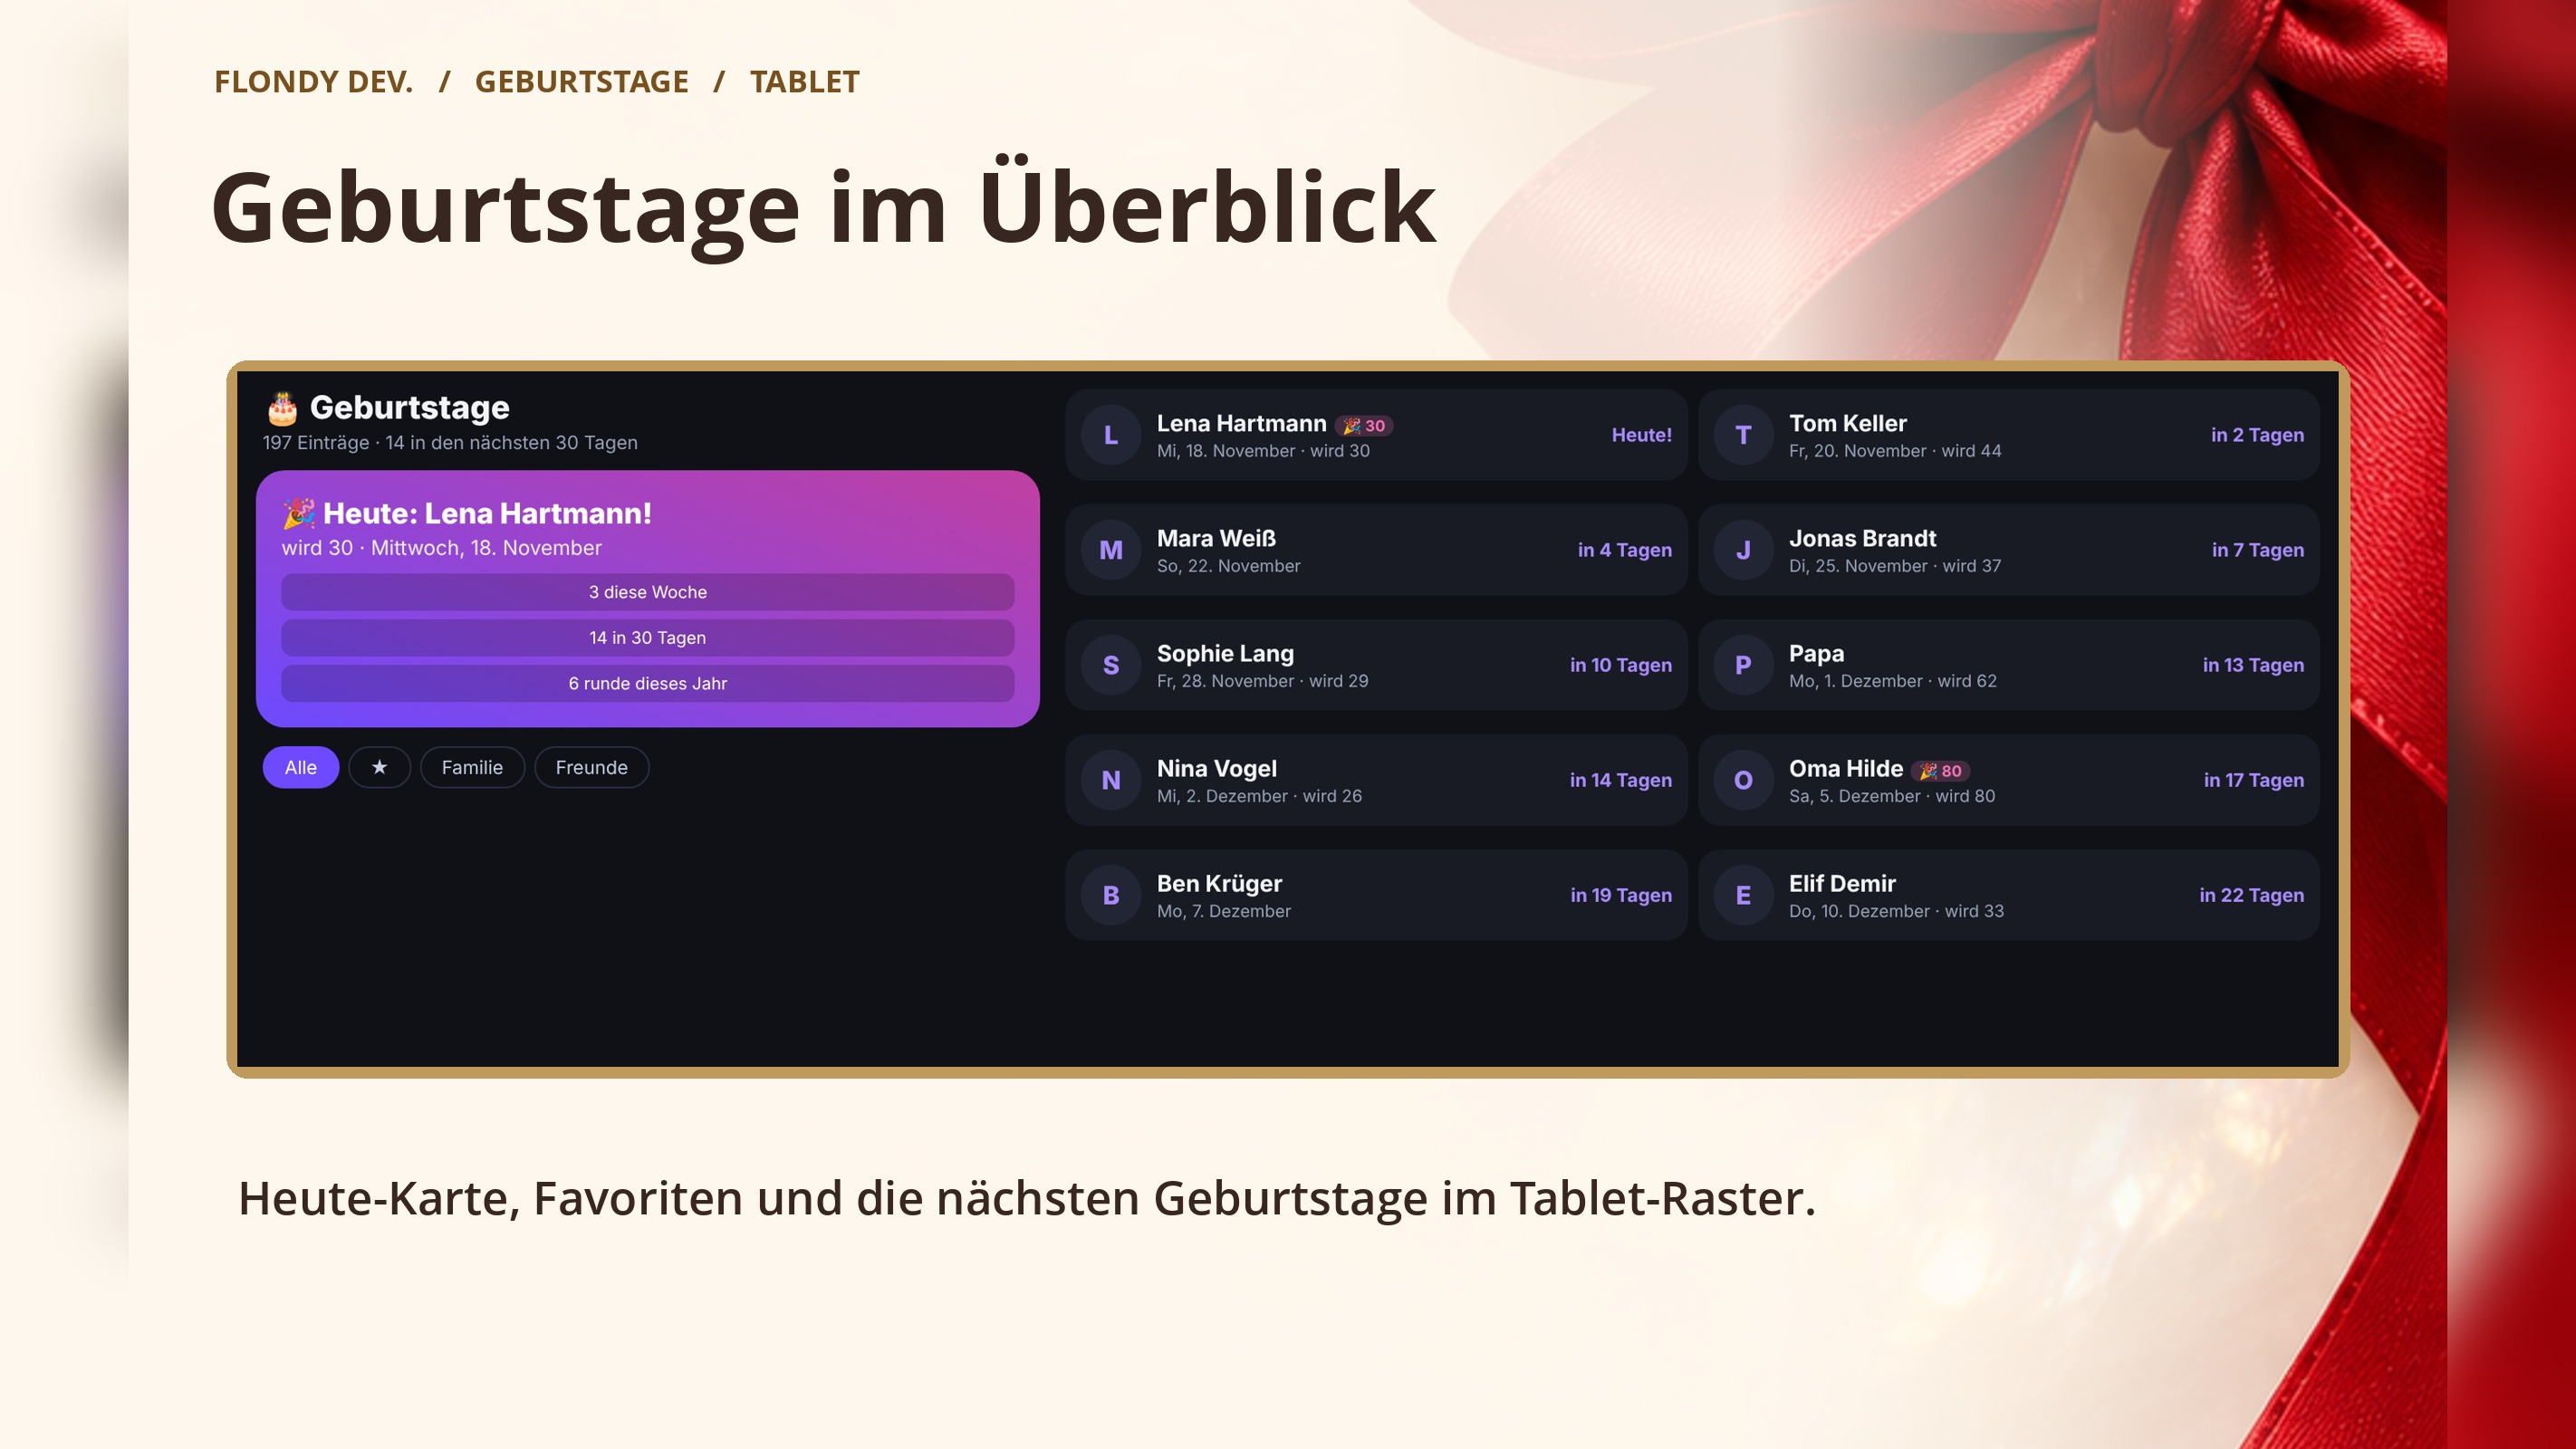 FLONDY DEV. / GEBURTSTAGE / TABLET
Geburtstage im Überblick
🎂 Geburtstage
197 Einträge · 14 in den nächsten 30 Tagen
🎉 Heute: Lena Hartmann!
wird 30 · Mittwoch, 18. November
3 diese Woche
14 in 30 Tagen
6 runde dieses Jahr
Alle ★ Familie Freunde
L
Lena Hartmann 🎉 30
Mi, 18. November · wird 30
Heute!
T
Tom Keller
Fr, 20. November · wird 44
in 2 Tagen
M
Mara Weiß
So, 22. November
in 4 Tagen
J
Jonas Brandt
Di, 25. November · wird 37
in 7 Tagen
S
Sophie Lang
Fr, 28. November · wird 29
in 10 Tagen
P
Papa
Mo, 1. Dezember · wird 62
in 13 Tagen
N
Nina Vogel
Mi, 2. Dezember · wird 26
in 14 Tagen
O
Oma Hilde 🎉 80
Sa, 5. Dezember · wird 80
in 17 Tagen
B
Ben Krüger
Mo, 7. Dezember
in 19 Tagen
E
Elif Demir
Do, 10. Dezember · wird 33
in 22 Tagen
Heute-Karte, Favoriten und die nächsten Geburtstage im Tablet-Raster.